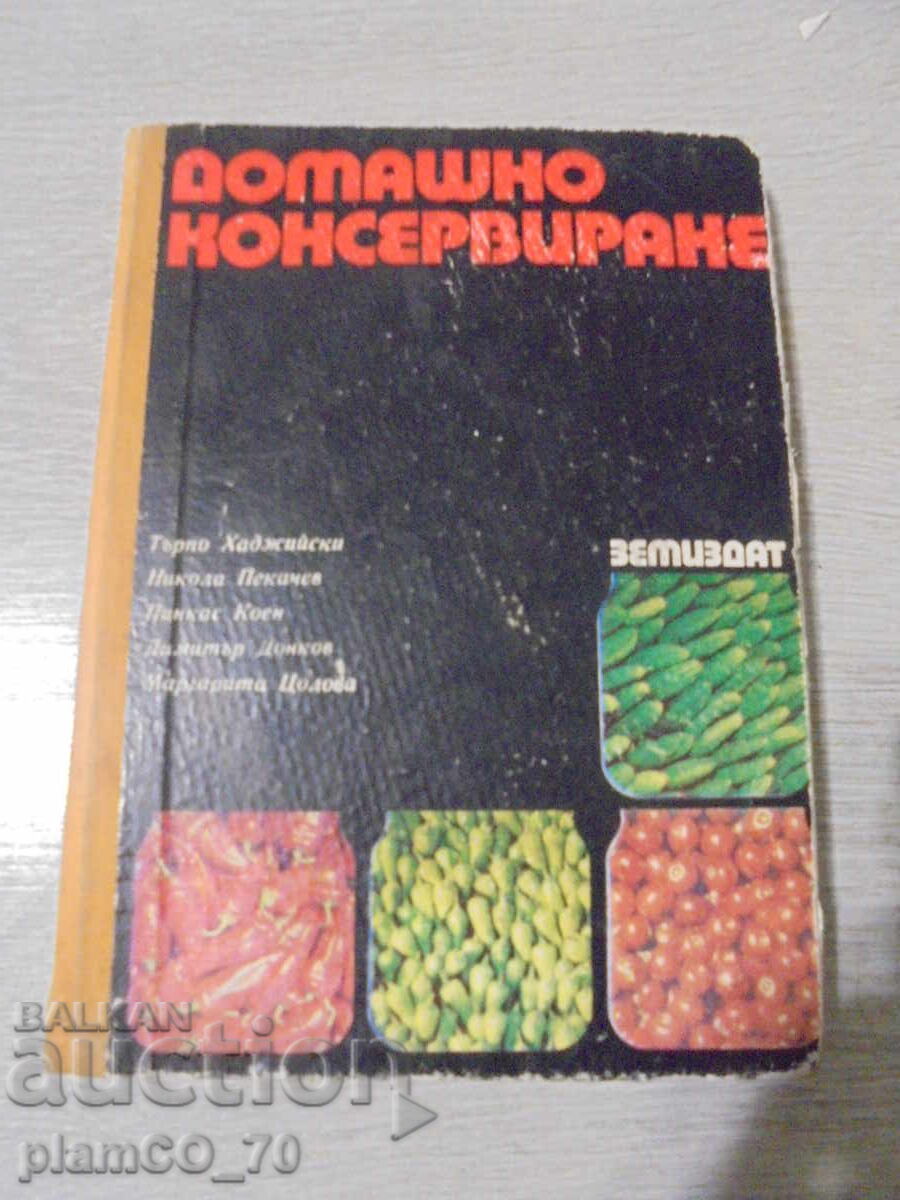 ДОМАШНО
КОНСЕРВИРАНЕ
Търпо Хаджийски
Никола Пекачев
Пинкас Коен
Димитър Донков
Маргарита Цолова
ЗЕМИЗДАТ
BALKAN
auction
plamCO_70